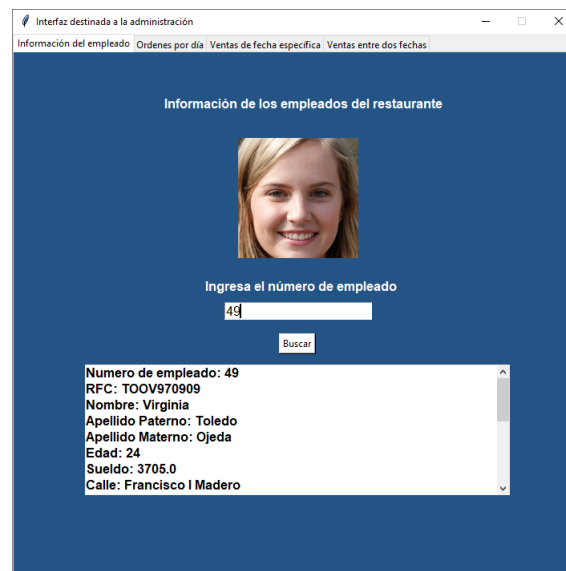 Interfaz destinada a la administración
Información del empleado Ordenes por día Ventas de fecha específica Ventas entre dos fechas
Información de los empleados del restaurante
Ingresa el número de empleado
49
Buscar
Numero de empleado: 49
RFC: TOOV970909
Nombre: Virginia
Apellido Paterno: Toledo
Apellido Materno: Ojeda
Edad: 24
Sueldo: 3705.0
Calle: Francisco I Madero